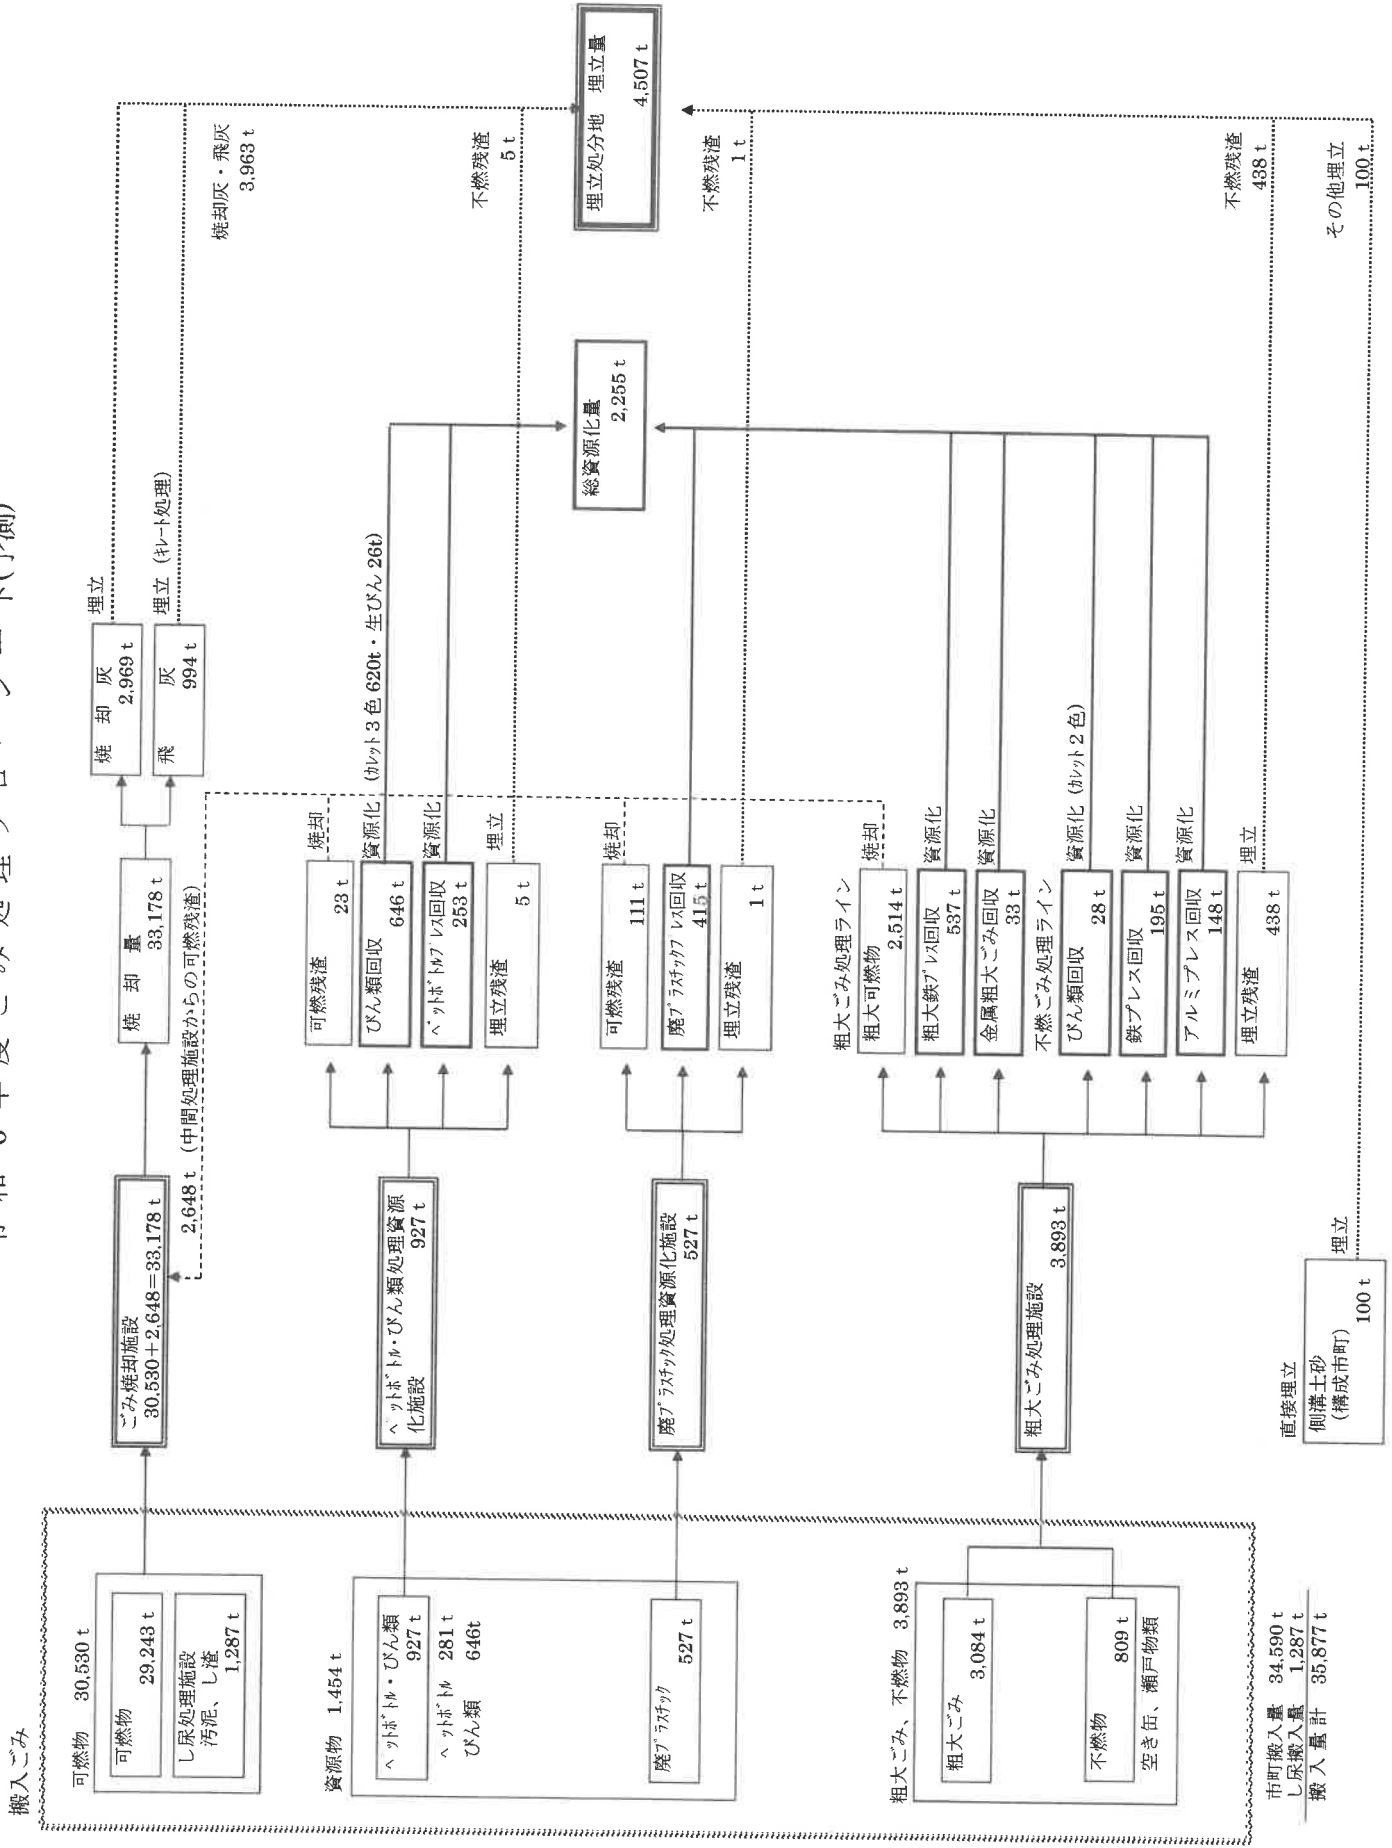 搬入ごみ
可燃物 30,530 t
可燃物
29,243 t
し尿処理施設
汚泥、し渣
1,287 t
ごみ焼却施設
30,530＋2,648＝33,178 t
2,648 t (中間処理施設からの可燃残渣)
焼 却 量
33,178 t
焼 却 灰
2,969 t
埋立
飛 灰
994 t
埋立 (ｷﾚｰﾄ処理)
焼却灰・飛灰
3,963 t
資源物 1,454 t
ﾍﾟｯﾄﾎﾞﾄﾙ・びん類
927 t
ﾍﾟｯﾄﾎﾞﾄﾙ 281 t
びん類 646t
ﾍﾟｯﾄﾎﾞﾄﾙ・びん類処理資源
化施設 927 t
可燃残渣
23 t
焼却
びん類回収
646 t
資源化 (ｶﾚｯﾄ３色 620t・生びん 26t)
ﾍﾟｯﾄﾎﾞﾄﾙﾌﾟﾚｽ回収
253 t
資源化
埋立残渣
5 t
埋立
不燃残渣
5 t
廃ﾌﾟﾗｽﾁｯｸ
527 t
廃ﾌﾟﾗｽﾁｯｸ処理資源化施設
527 t
可燃残渣
111 t
焼却
廃ﾌﾟﾗｽﾁｯｸﾌﾟﾚｽ回収
415 t
埋立残渣
1 t
総資源化量
2,255 t
埋立処分地 埋立量
4,507 t
不燃残渣
1 t
粗大ごみ、不燃物 3,893 t
粗大ごみ
3,084 t
不燃物
809 t
空き缶、瀬戸物類
粗大ごみ処理施設
3,893 t
粗大ごみ処理ライン
粗大可燃物
2,514 t
焼却
粗大鉄ﾌﾟﾚｽ回収
537 t
資源化
金属粗大ごみ回収
33 t
資源化
不燃ごみ処理ライン
びん類回収
28 t
資源化 (ｶﾚｯﾄ２色)
鉄プレス回収
195 t
資源化
アルミプレス回収
148 t
資源化
埋立残渣
438 t
埋立
不燃残渣
438 t
市町搬入量 34,590 t
し尿搬入量 1,287 t
搬 入 量 計 35,877 t
直接埋立
側溝土砂
(構成市町)
100 t
埋立
その他埋立
100 t